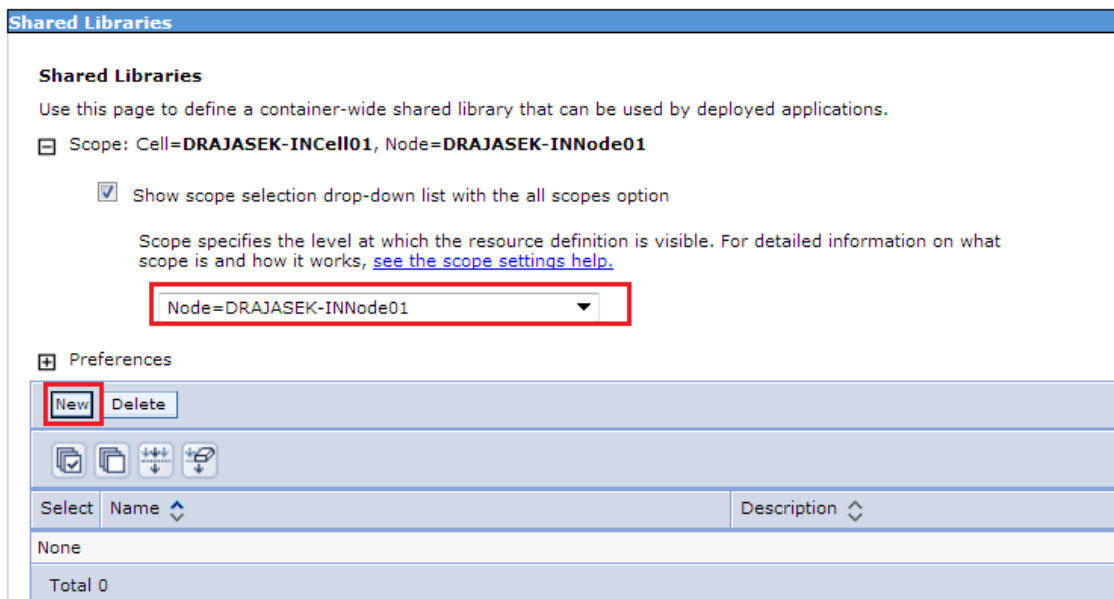 Shared Libraries
Shared Libraries
Use this page to define a container-wide shared library that can be used by deployed applications.
Scope: Cell=DRAJASEK-INCell01, Node=DRAJASEK-INNode01
Show scope selection drop-down list with the all scopes option
Scope specifies the level at which the resource definition is visible. For detailed information on what
scope is and how it works, see the scope settings help.
Node=DRAJASEK-INNode01
Preferences
New Delete
Select Name Description
None
Total 0